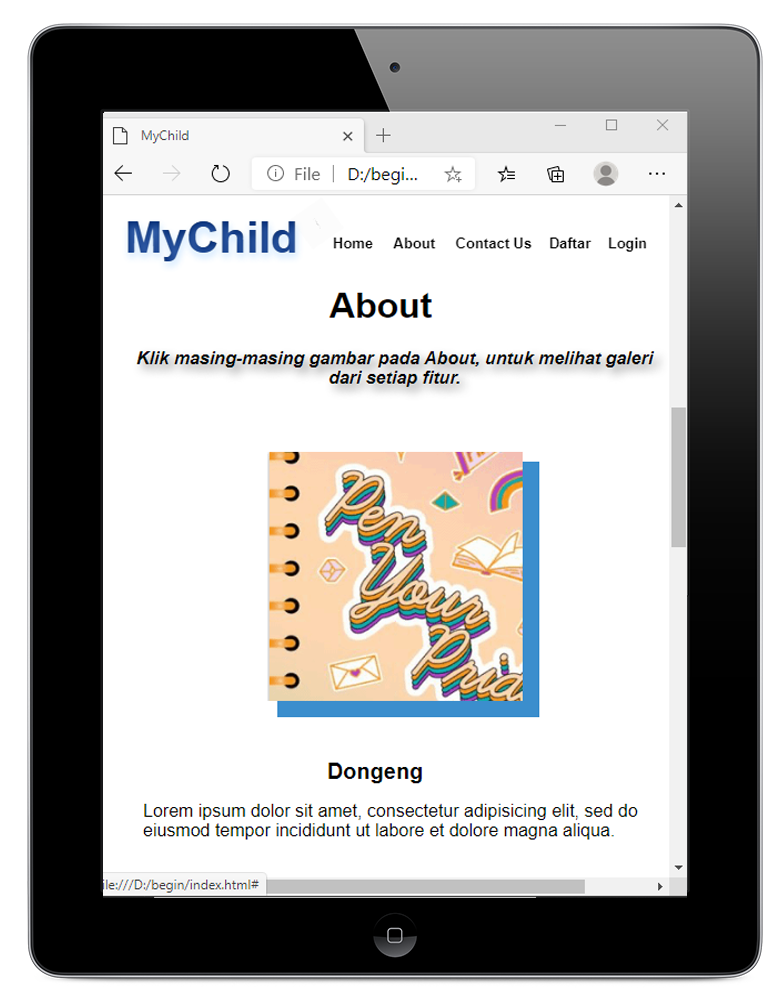 MyChild
File D:/begi...
MyChild
Home About Contact Us Daftar Login
About
Klik masing-masing gambar pada About, untuk melihat galeri
dari setiap fitur.
Pen
Your
Dongeng
Lorem ipsum dolor sit amet, consectetur adipisicing elit, sed do
eiusmod tempor incididunt ut labore et dolore magna aliqua.
ile:///D:/begin/index.html#